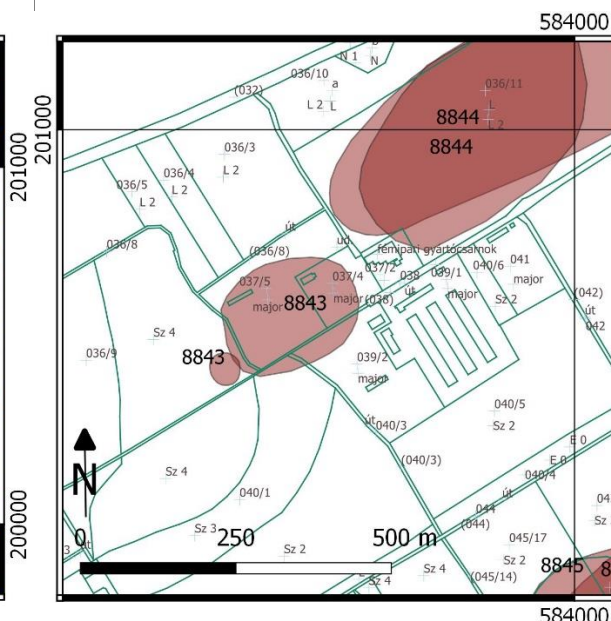 584000
N 1
N
036/10
a
L 2
L
036/11
(032)
8844
L 2
201000
201000
8844
036/3
036/5
036/4
L 2
L 2
út
út
036/8
(036/8)
fémipari gyártócsarnok
037/2
038
040/6
041
037/5
037/4
039/1
major
major
major
major
8843
(038)
út
Sz 2
(042)
út
042
Sz 4
036/9
8843
039/2
major
040/5
út
040/3
Sz 2
E 0
N
(040/3)
E 0
Sz 4
040/4
040/1
út
044
(044)
200000
Sz 3
0
250
500 m
045/17
3
út
Sz 2
Sz 2
8845
Sz
Sz 4
Sz 4
(045/14)
584000